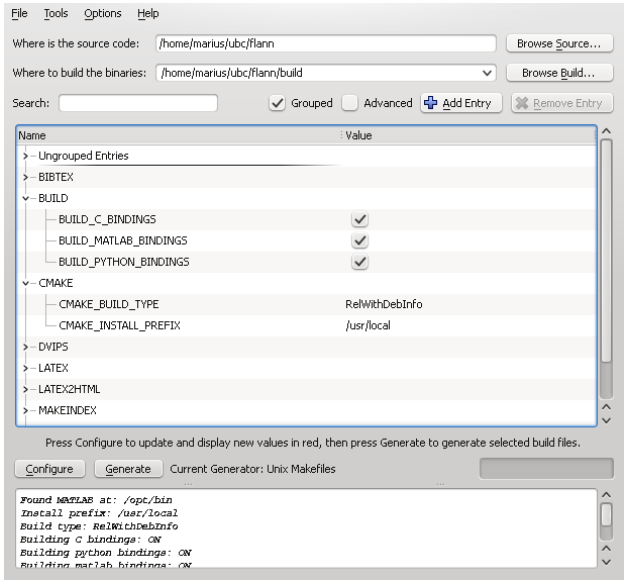 File Tools Options Help
Where is the source code: /home/marius/ubc/flann Browse Source...
Where to build the binaries: /home/marius/ubc/flann/build Browse Build...
Search: Grouped Advanced Add Entry Remove Entry
Name Value
Ungrouped Entries
BIBTEX
BUILD
BUILD_C_BINDINGS
BUILD_MATLAB_BINDINGS
BUILD_PYTHON_BINDINGS
CMAKE
CMAKE_BUILD_TYPE RelWithDebInfo
CMAKE_INSTALL_PREFIX /usr/local
DVIPS
LATEX
LATEX2HTML
MAKEINDEX
Press Configure to update and display new values in red, then press Generate to generate selected build files.
Configure Generate Current Generator: Unix Makefiles
Found MATLAB at: /opt/bin
Install prefix: /usr/local
Build type: RelWithDebInfo
Building C bindings: ON
Building python bindings: ON
Building matlab bindings: ON